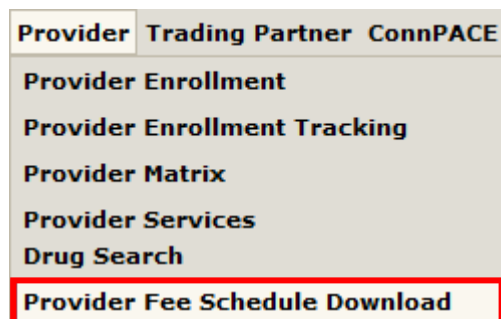 Provider Trading Partner ConnPACE
Provider Enrollment
Provider Enrollment Tracking
Provider Matrix
Provider Services
Drug Search
Provider Fee Schedule Download